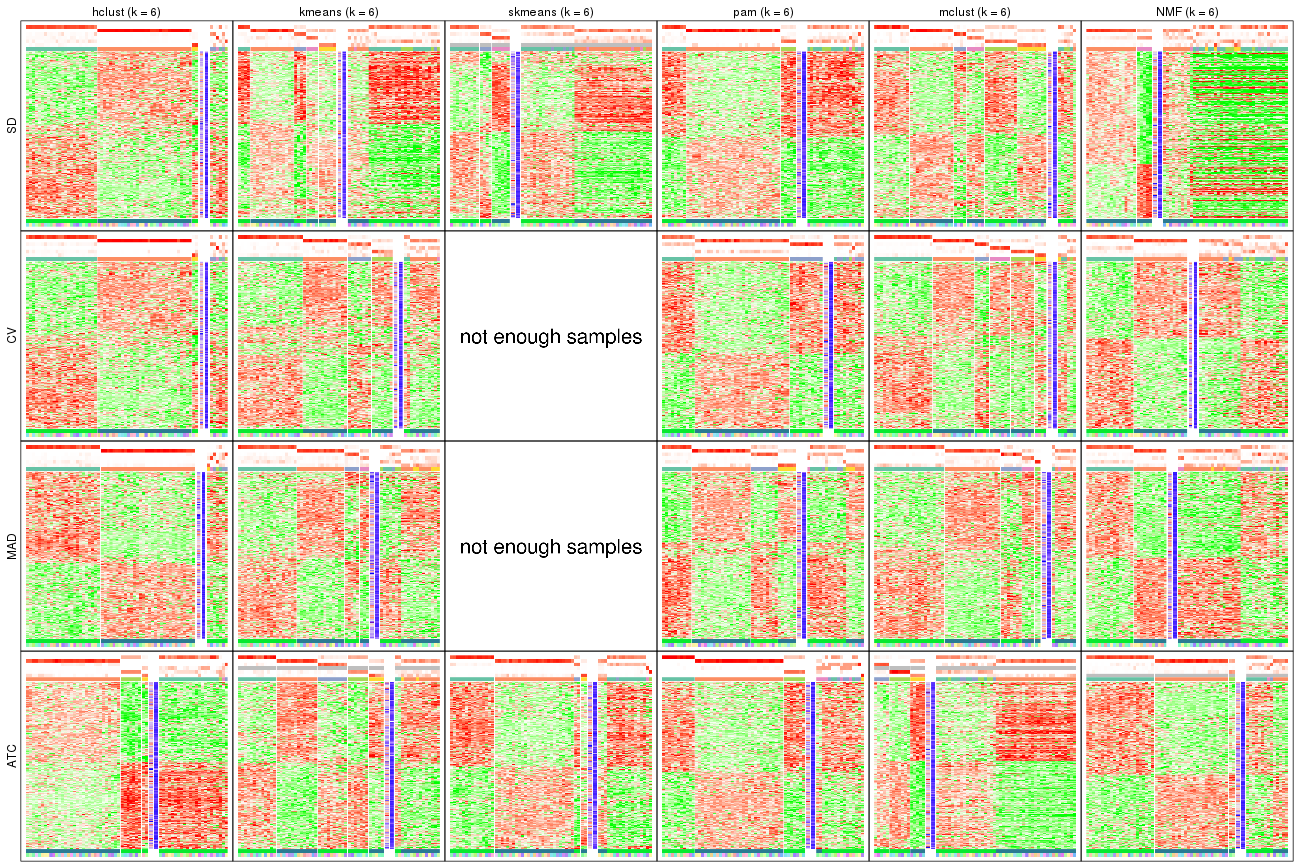 hclust (k = 6) kmeans (k = 6) skmeans (k = 6) pam (k = 6) mclust (k = 6) NMF (k = 6)
SD
CV
not enough samples
MAD
not enough samples
ATC